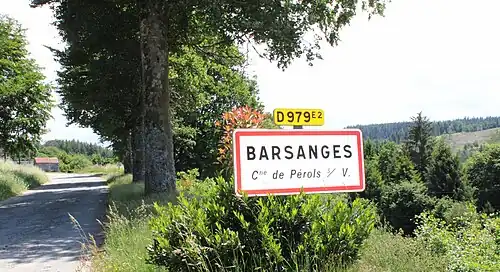 D979E2
BARSANGES
Cne de Pérols s/ V.